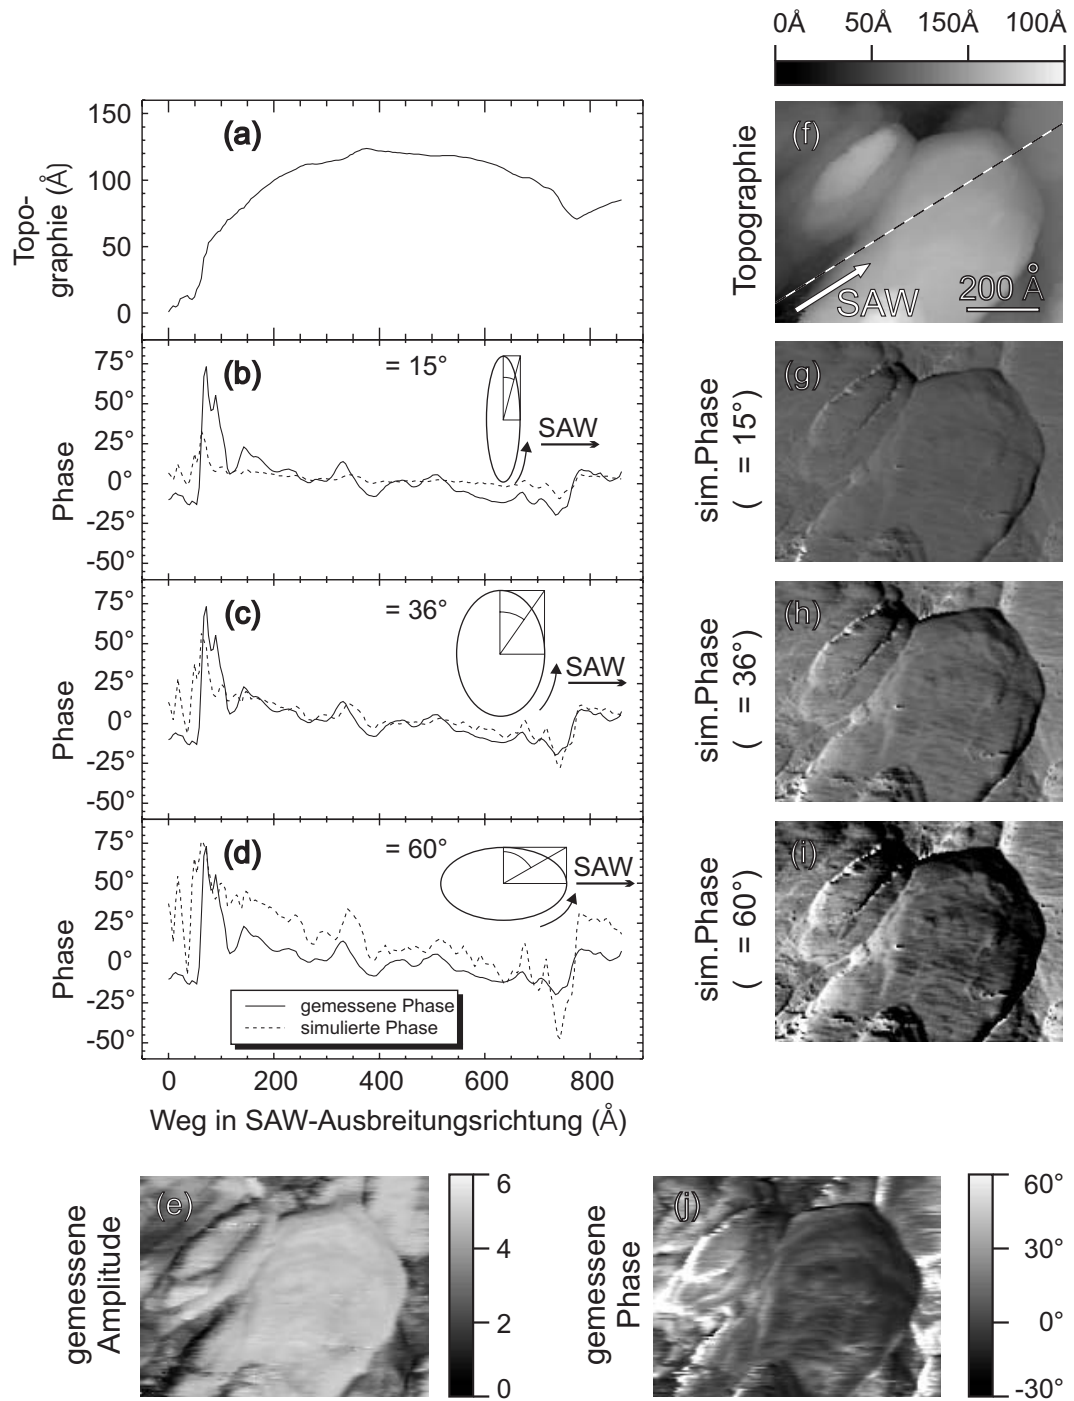 0Å 50Å 150Å 100Å
(a)
150
100
50
0
Topo-
graphie (Å)
(f)
SAW
200 Å
Topographie
(b)
= 15°
SAW
75°
50°
25°
0°
-25°
-50°
Phase
(g)
sim.Phase
( = 15°)
(c)
= 36°
SAW
75°
50°
25°
0°
-25°
-50°
Phase
(h)
sim.Phase
( = 36°)
(d)
= 60°
SAW
75°
50°
25°
0°
-25°
-50°
Phase
gemessene Phase
simulierte Phase
(i)
sim.Phase
( = 60°)
0 200 400 600 800
Weg in SAW-Ausbreitungsrichtung (Å)
(e)
gemessene
Amplitude
6
4
2
0
(j)
gemessene
Phase
60°
30°
0°
-30°